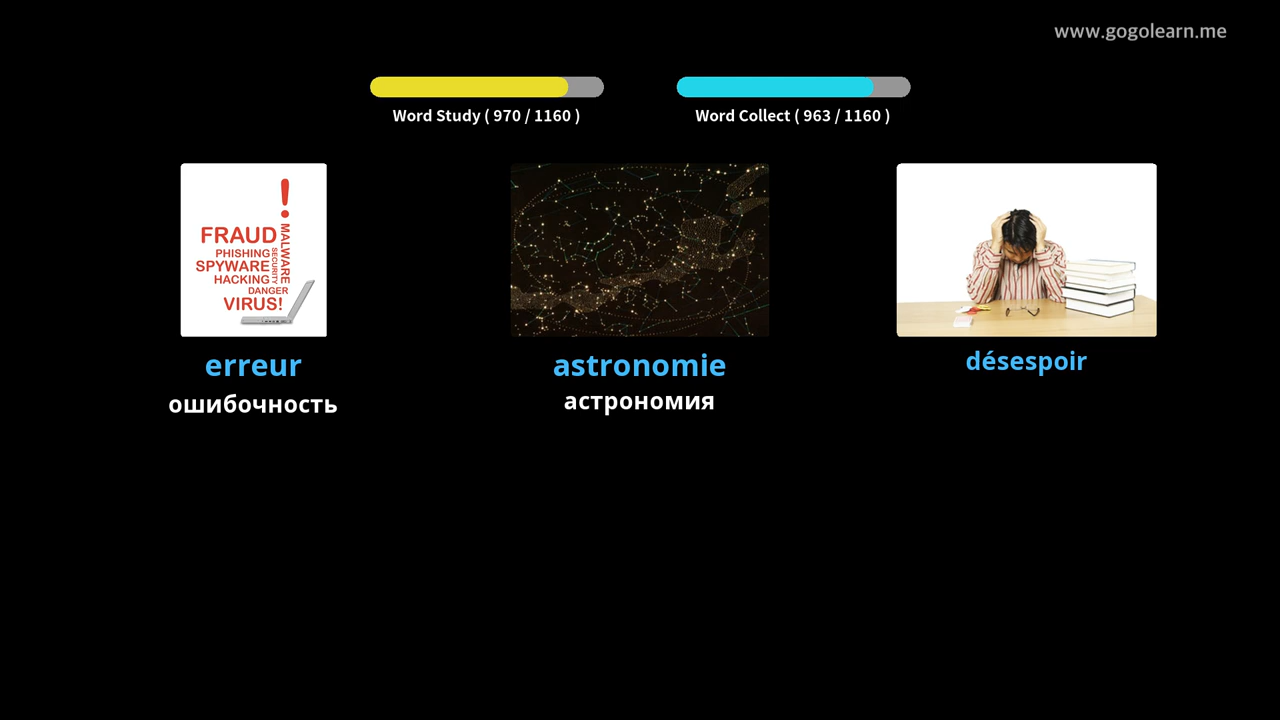 www.gogolearn.me
Word Study ( 970 / 1160 )
Word Collect ( 963 / 1160 )
!
FRAUD
MALWARE
PHISHING
SECURITY
SPYWARE
HACKING
DANGER
VIRUS!
erreur
astronomie
désespoir
ошибочность
астрономия